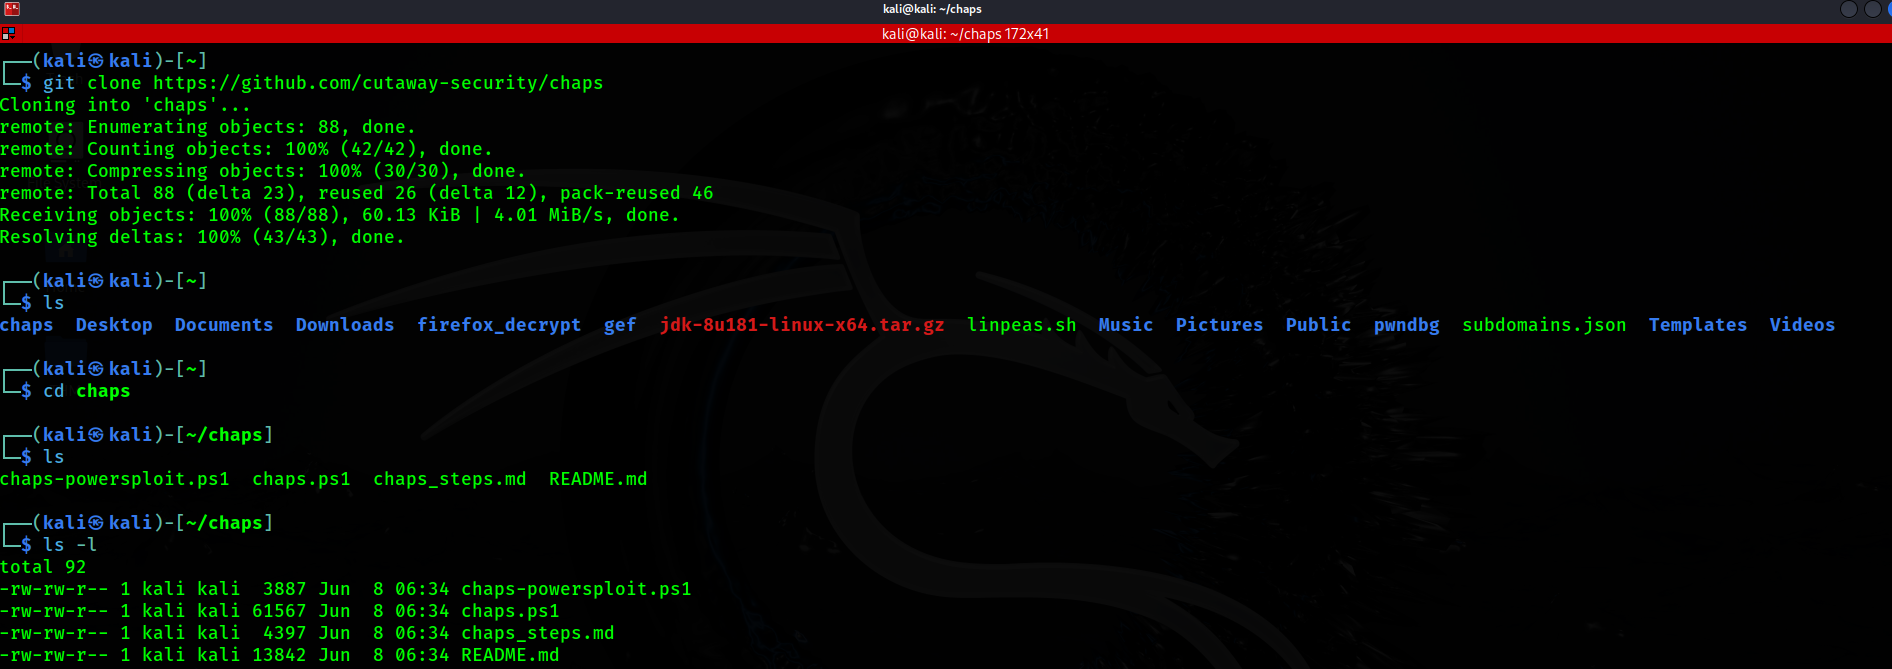 kali@kali: ~/chaps
kali@kali: ~/chaps 172x41
┌──(kali㉿kali)-[~]
└─$ git clone https://github.com/cutaway-security/chaps
Cloning into 'chaps'...
remote: Enumerating objects: 88, done.
remote: Counting objects: 100% (42/42), done.
remote: Compressing objects: 100% (30/30), done.
remote: Total 88 (delta 23), reused 26 (delta 12), pack-reused 46
Receiving objects: 100% (88/88), 60.13 KiB | 4.01 MiB/s, done.
Resolving deltas: 100% (43/43), done.
┌──(kali㉿kali)-[~]
└─$ ls
chaps  Desktop  Documents  Downloads  firefox_decrypt  gef  jdk-8u181-linux-x64.tar.gz  linpeas.sh  Music  Pictures  Public  pwndbg  subdomains.json  Templates  Videos
┌──(kali㉿kali)-[~]
└─$ cd chaps
┌──(kali㉿kali)-[~/chaps]
└─$ ls
chaps-powersploit.ps1  chaps.ps1  chaps_steps.md  README.md
┌──(kali㉿kali)-[~/chaps]
└─$ ls -l
total 92
-rw-rw-r-- 1 kali kali  3887 Jun  8 06:34 chaps-powersploit.ps1
-rw-rw-r-- 1 kali kali 61567 Jun  8 06:34 chaps.ps1
-rw-rw-r-- 1 kali kali  4397 Jun  8 06:34 chaps_steps.md
-rw-rw-r-- 1 kali kali 13842 Jun  8 06:34 README.md